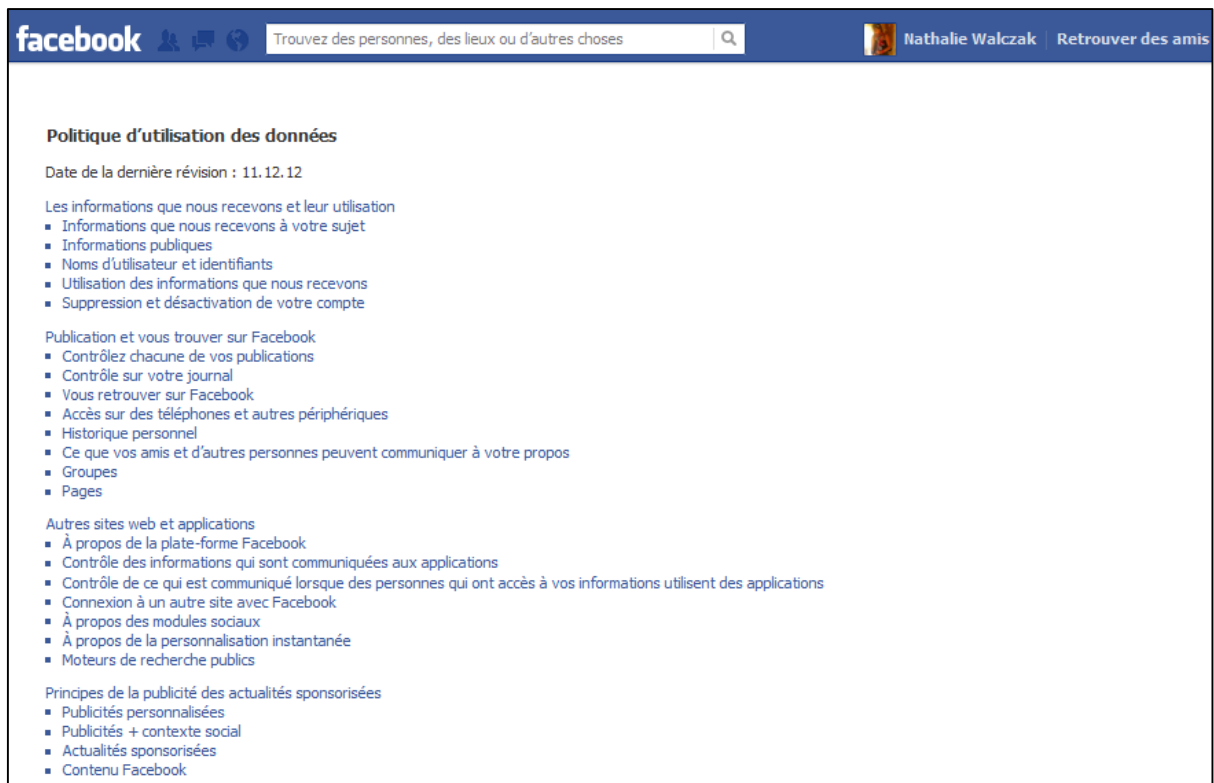 facebook
Trouvez des personnes, des lieux ou d'autres choses
Nathalie Walczak
Retrouver des amis
Politique d'utilisation des données
Date de la dernière révision : 11.12.12
Les informations que nous recevons et leur utilisation
Informations que nous recevons à votre sujet
Informations publiques
Noms d'utilisateur et identifiants
Utilisation des informations que nous recevons
Suppression et désactivation de votre compte
Publication et vous trouver sur Facebook
Contrôlez chacune de vos publications
Contrôle sur votre journal
Vous retrouver sur Facebook
Accès sur des téléphones et autres périphériques
Historique personnel
Ce que vos amis et d'autres personnes peuvent communiquer à votre propos
Groupes
Pages
Autres sites web et applications
À propos de la plate-forme Facebook
Contrôle des informations qui sont communiquées aux applications
Contrôle de ce qui est communiqué lorsque des personnes qui ont accès à vos informations utilisent des applications
Connexion à un autre site avec Facebook
À propos des modules sociaux
À propos de la personnalisation instantanée
Moteurs de recherche publics
Principes de la publicité des actualités sponsorisées
Publicités personnalisées
Publicités + contexte social
Actualités sponsorisées
Contenu Facebook